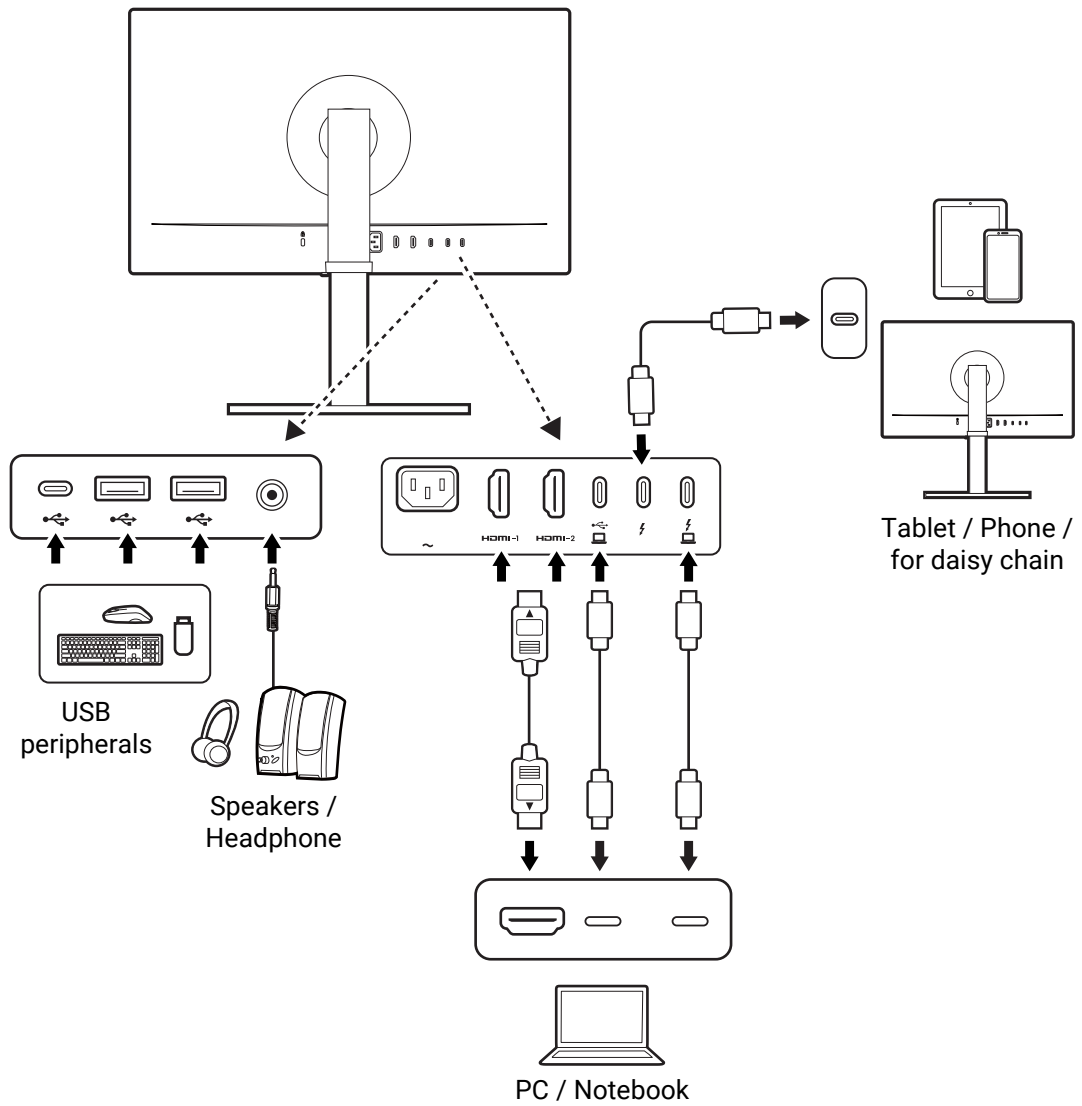 HDMI-1
HDMI-2
Tablet / Phone /
for daisy chain
USB
peripherals
Speakers /
Headphone
PC / Notebook